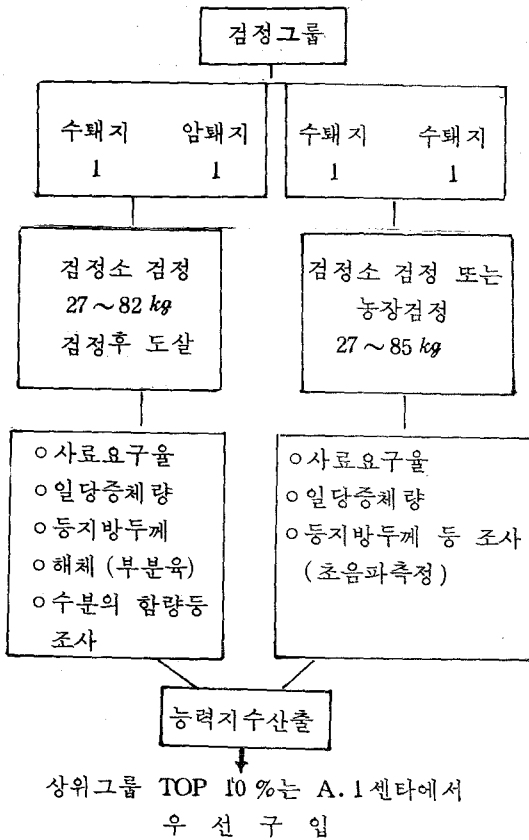 검정그룹
수퇘지 암퇘지
1 1
수퇘지 수퇘지
1 1
검정소 검정
27～82 kg
검정후 도살
검정소 검정 또는
농장검정
27～85 kg
○사료요구율
○일당증체량
○등지방두께
○해체 (부분육)
○수분의 함량등
조사
○사료요구율
○일당증체량
○등지방두께 등 조사
(초음파측정)
능력지수산출
상위그룹 TOP 10 %는 A.1센타에서
우 선 구 입